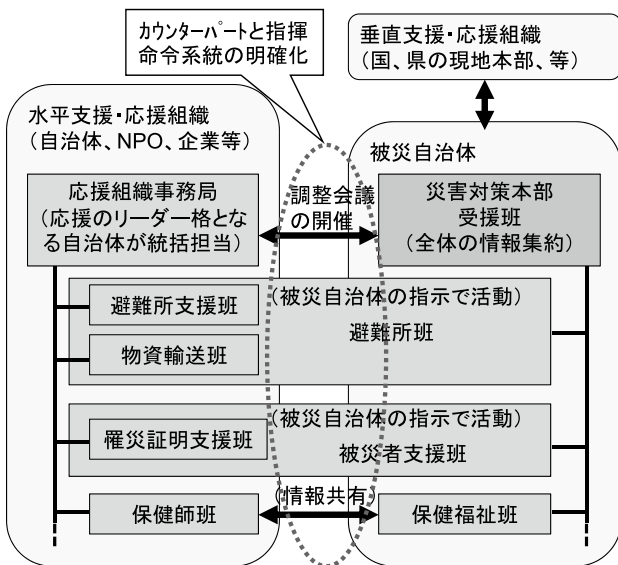 カウンターパートと指揮
命令系統の明確化
垂直支援・応援組織
(国、県の現地本部、等)
水平支援・応援組織
(自治体、NPO、企業等)
被災自治体
応援組織事務局
(応援のリーダー格とな
る自治体が統括担当)
調整会議
の開催
災害対策本部
受援班
(全体の情報集約)
避難所支援班
(被災自治体の指示で活動)
避難所班
物資輸送班
罹災証明支援班
(被災自治体の指示で活動)
被災者支援班
(情報共有)
保健師班
保健福祉班